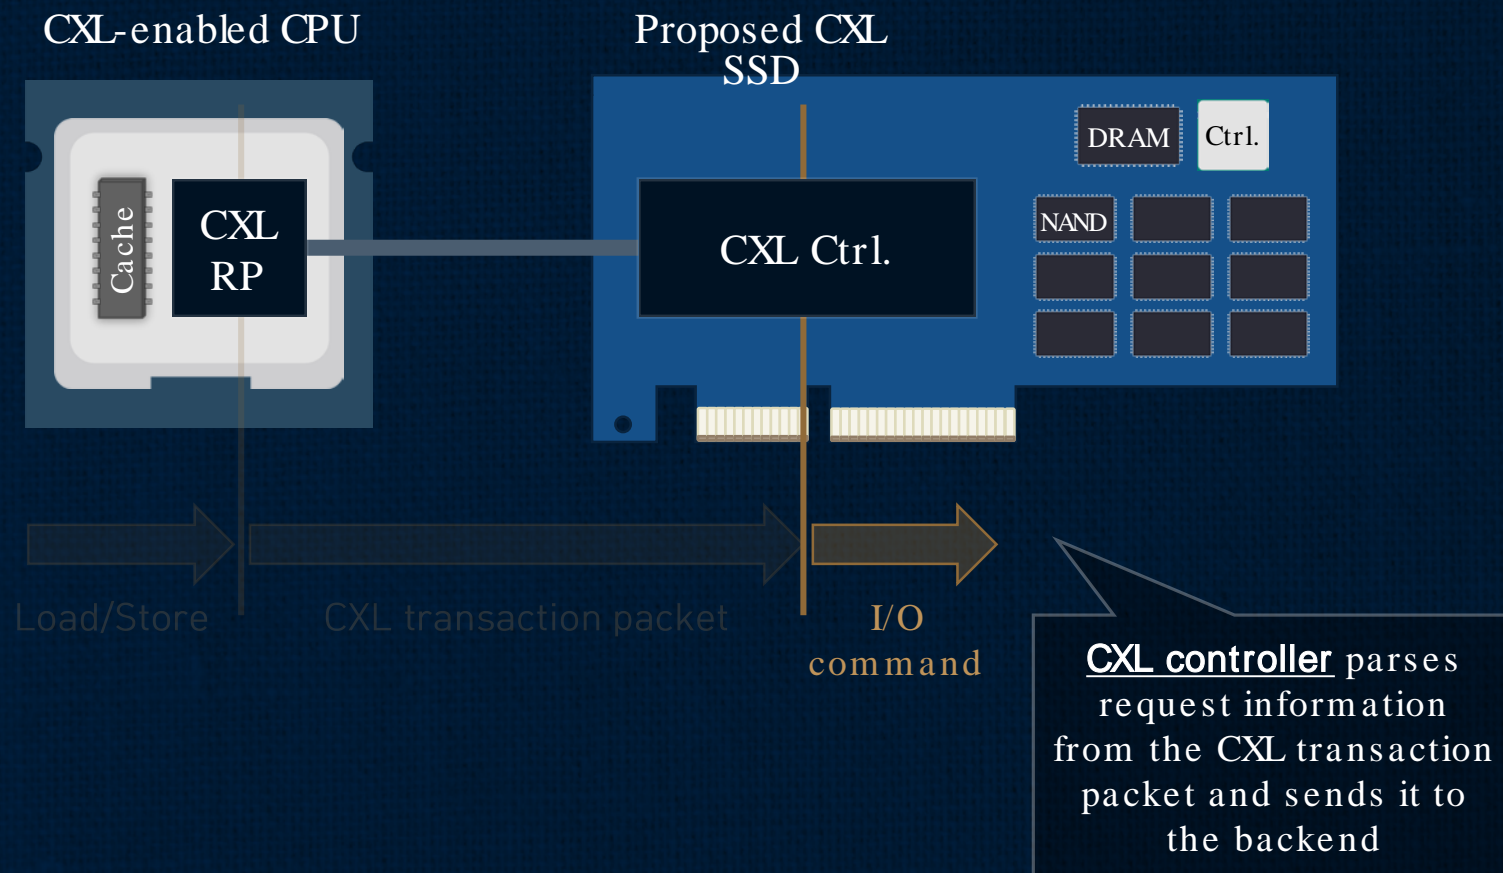 CXL-enabled CPU
Proposed CXL
SSD
DRAM
Ctrl.
Cache
CXL
RP
CXL Ctrl.
NAND
Load/Store
CXL transaction packet
I/O
command
CXL controller parses
request information
from the CXL transaction
packet and sends it to
the backend